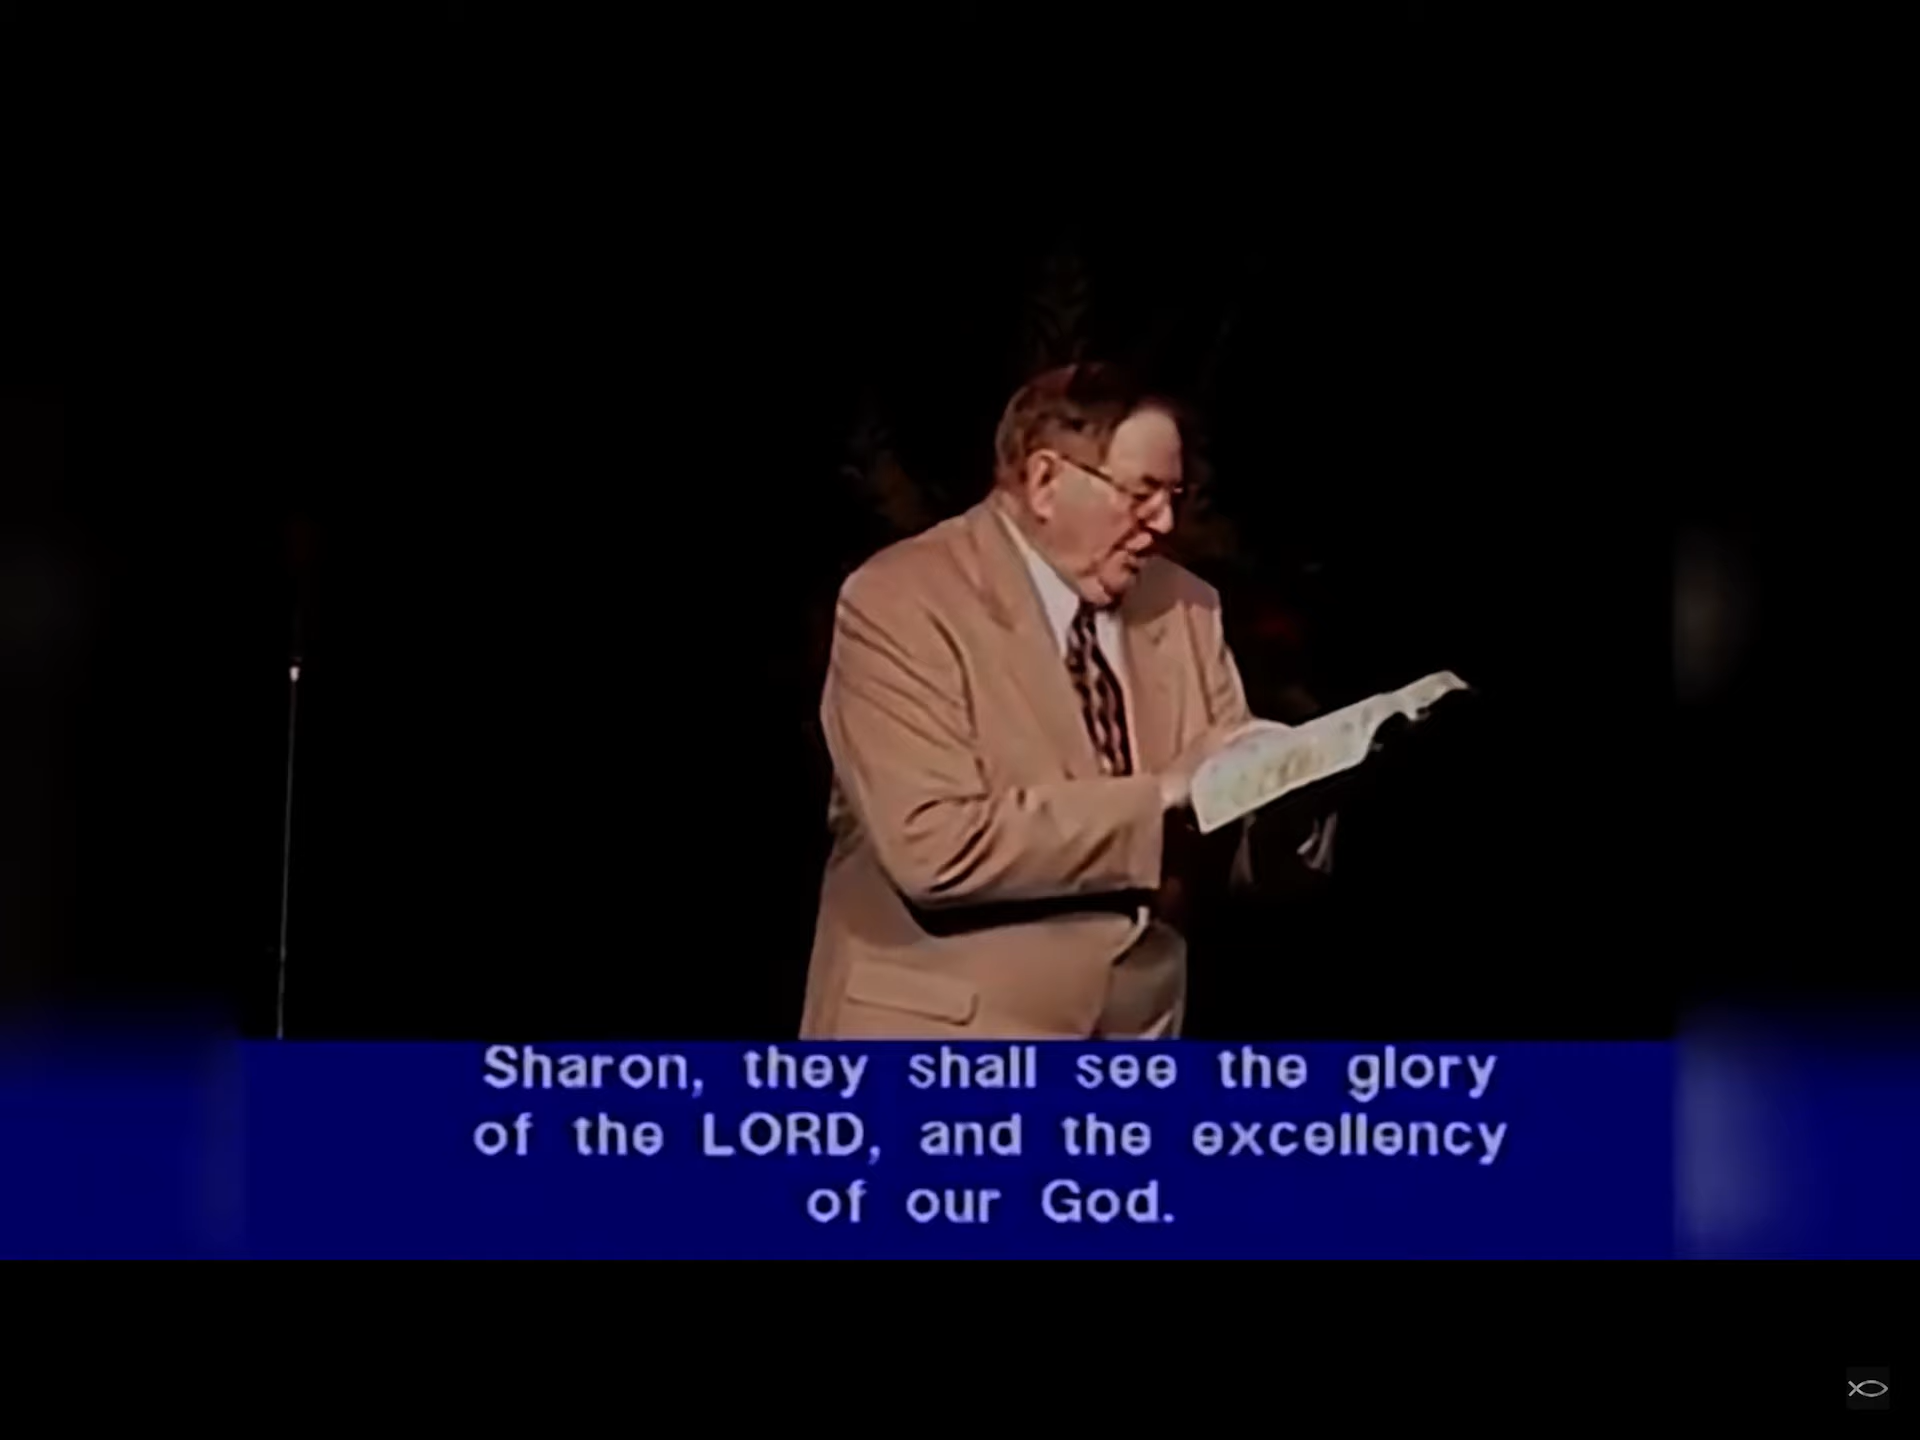 Sharon, they shall see the glory
of the LORD, and the excellency
of our God.